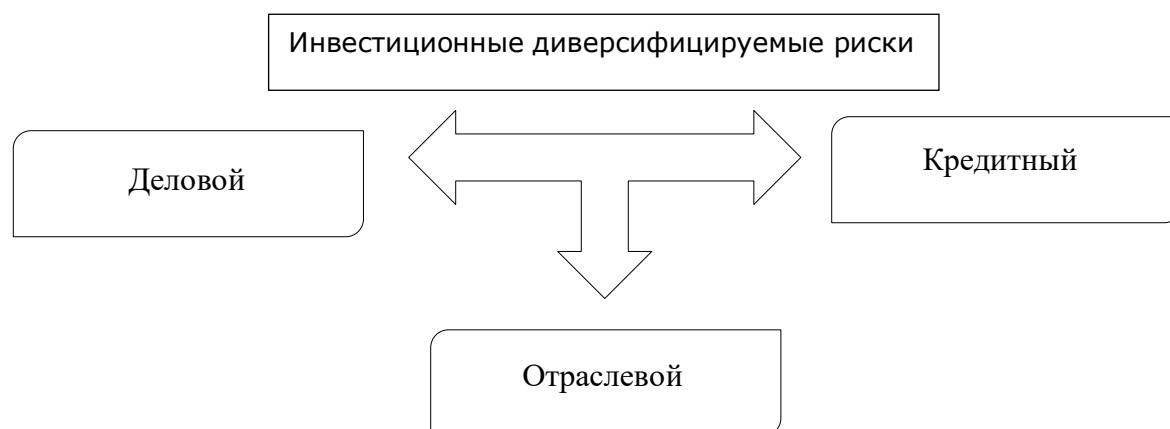 Инвестиционные диверсифицируемые риски
Деловой
Кредитный
Отраслевой